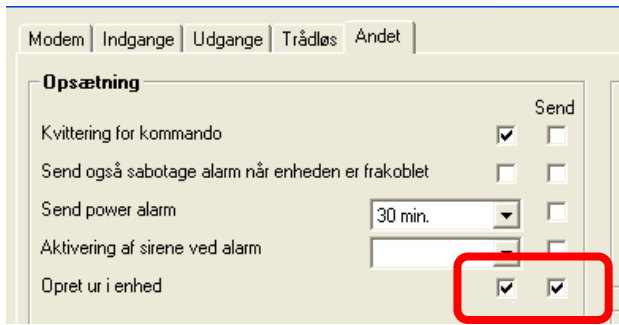 Modem Indgange Udgange Trådløs Andet
Opsætning
Send
Kvittering for kommando
Send også sabotage alarm når enheden er frakoblet
Send power alarm 30 min.
Aktivering af sirene ved alarm
Opret ur i enhed